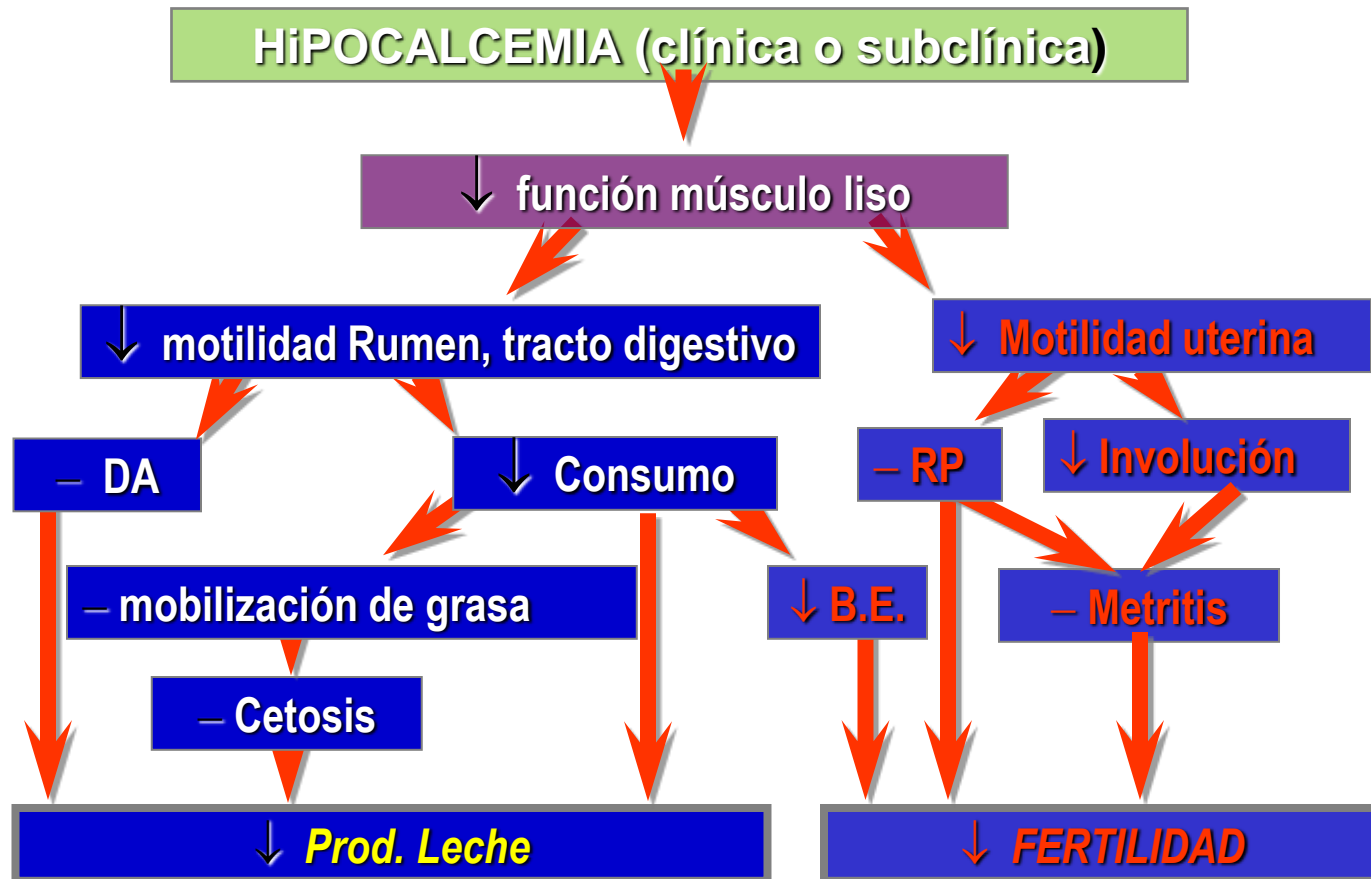 HiPOCALCEMIA (clínica o subclínica)
↓ función músculo liso
↓ motilidad Rumen, tracto digestivo
↓ Motilidad uterina
– DA
↓ Consumo
– RP
↓ Involución
– mobilización de grasa
↓ B.E.
– Metritis
– Cetosis
↓ Prod. Leche
↓ FERTILIDAD